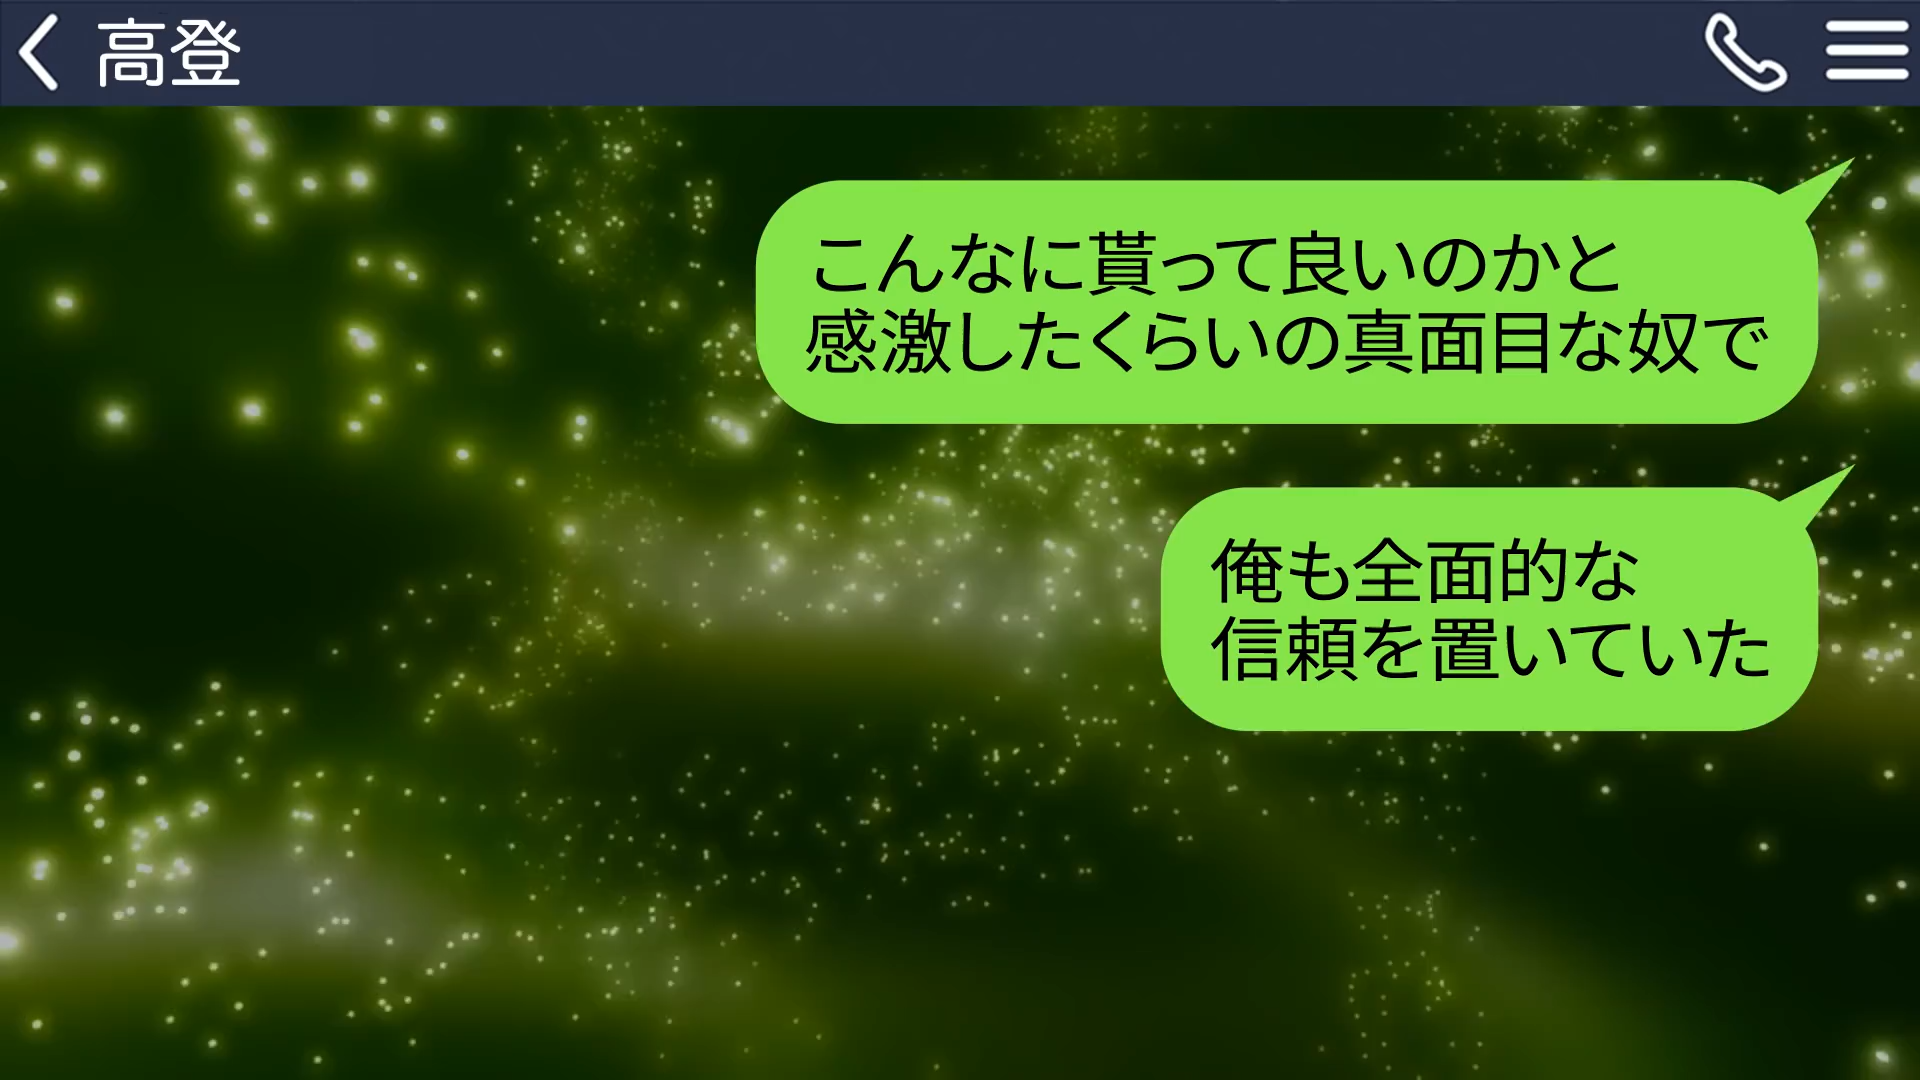 高登
こんなに貰って良いのかと
感激したくらいの真面目な奴で
俺も全面的な
信頼を置いていた